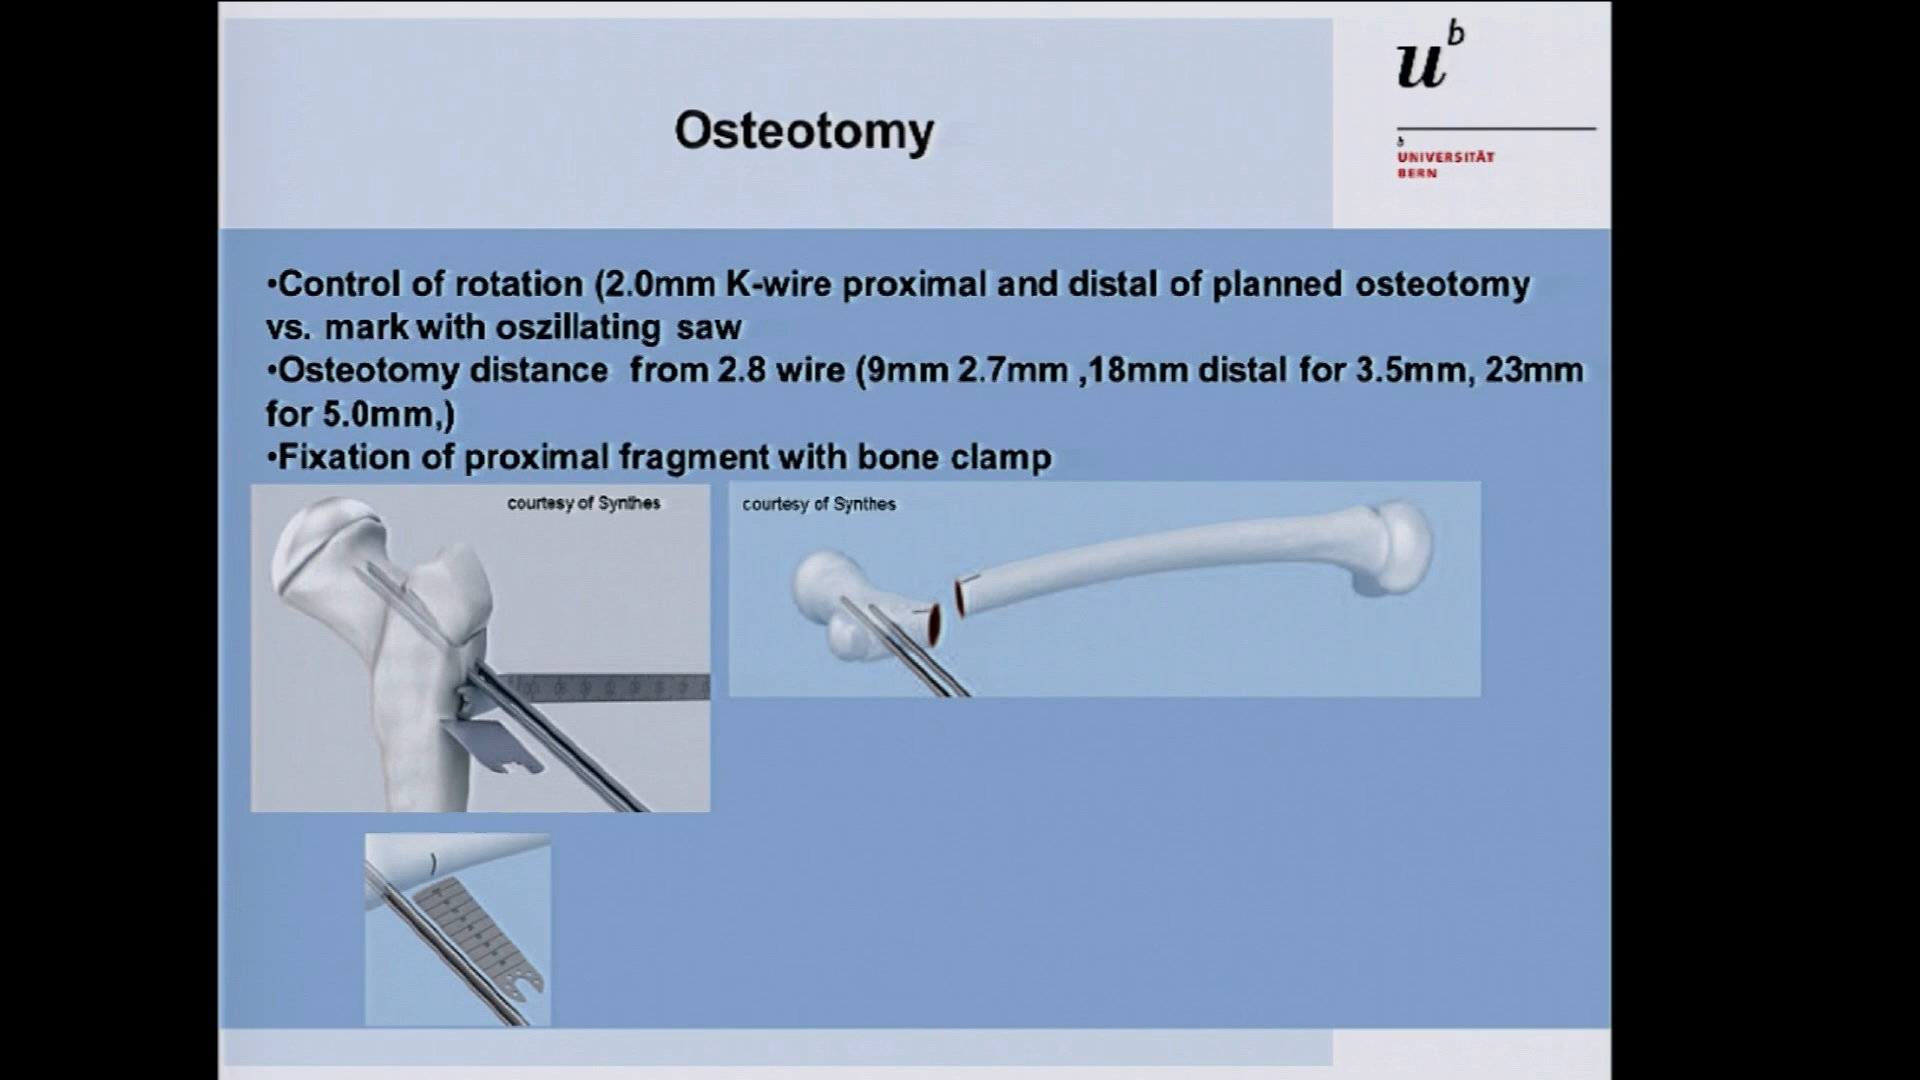 Osteotomy
u^b
b
UNIVERSITÄT
BERN
•Control of rotation (2.0mm K-wire proximal and distal of planned osteotomy
vs. mark with oszillating saw
•Osteotomy distance from 2.8 wire (9mm 2.7mm ,18mm distal for 3.5mm, 23mm
for 5.0mm,)
•Fixation of proximal fragment with bone clamp
courtesy of Synthes
courtesy of Synthes